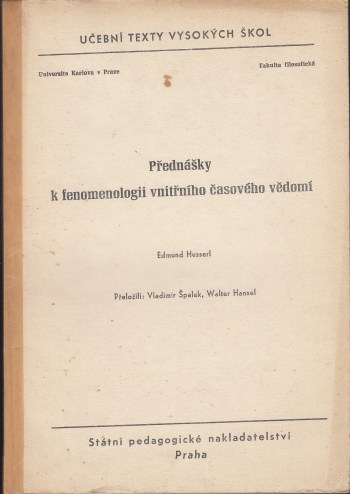 UČEBNÍ TEXTY VYSOKÝCH ŠKOL
Universita Karlova v Praze
Fakulta filosofická
Přednášky
k fenomenologii vnitřního časového vědomí
Edmund Husserl
Přeložili: Vladimír Špalek, Walter Hansel
Státní pedagogické nakladatelství
Praha